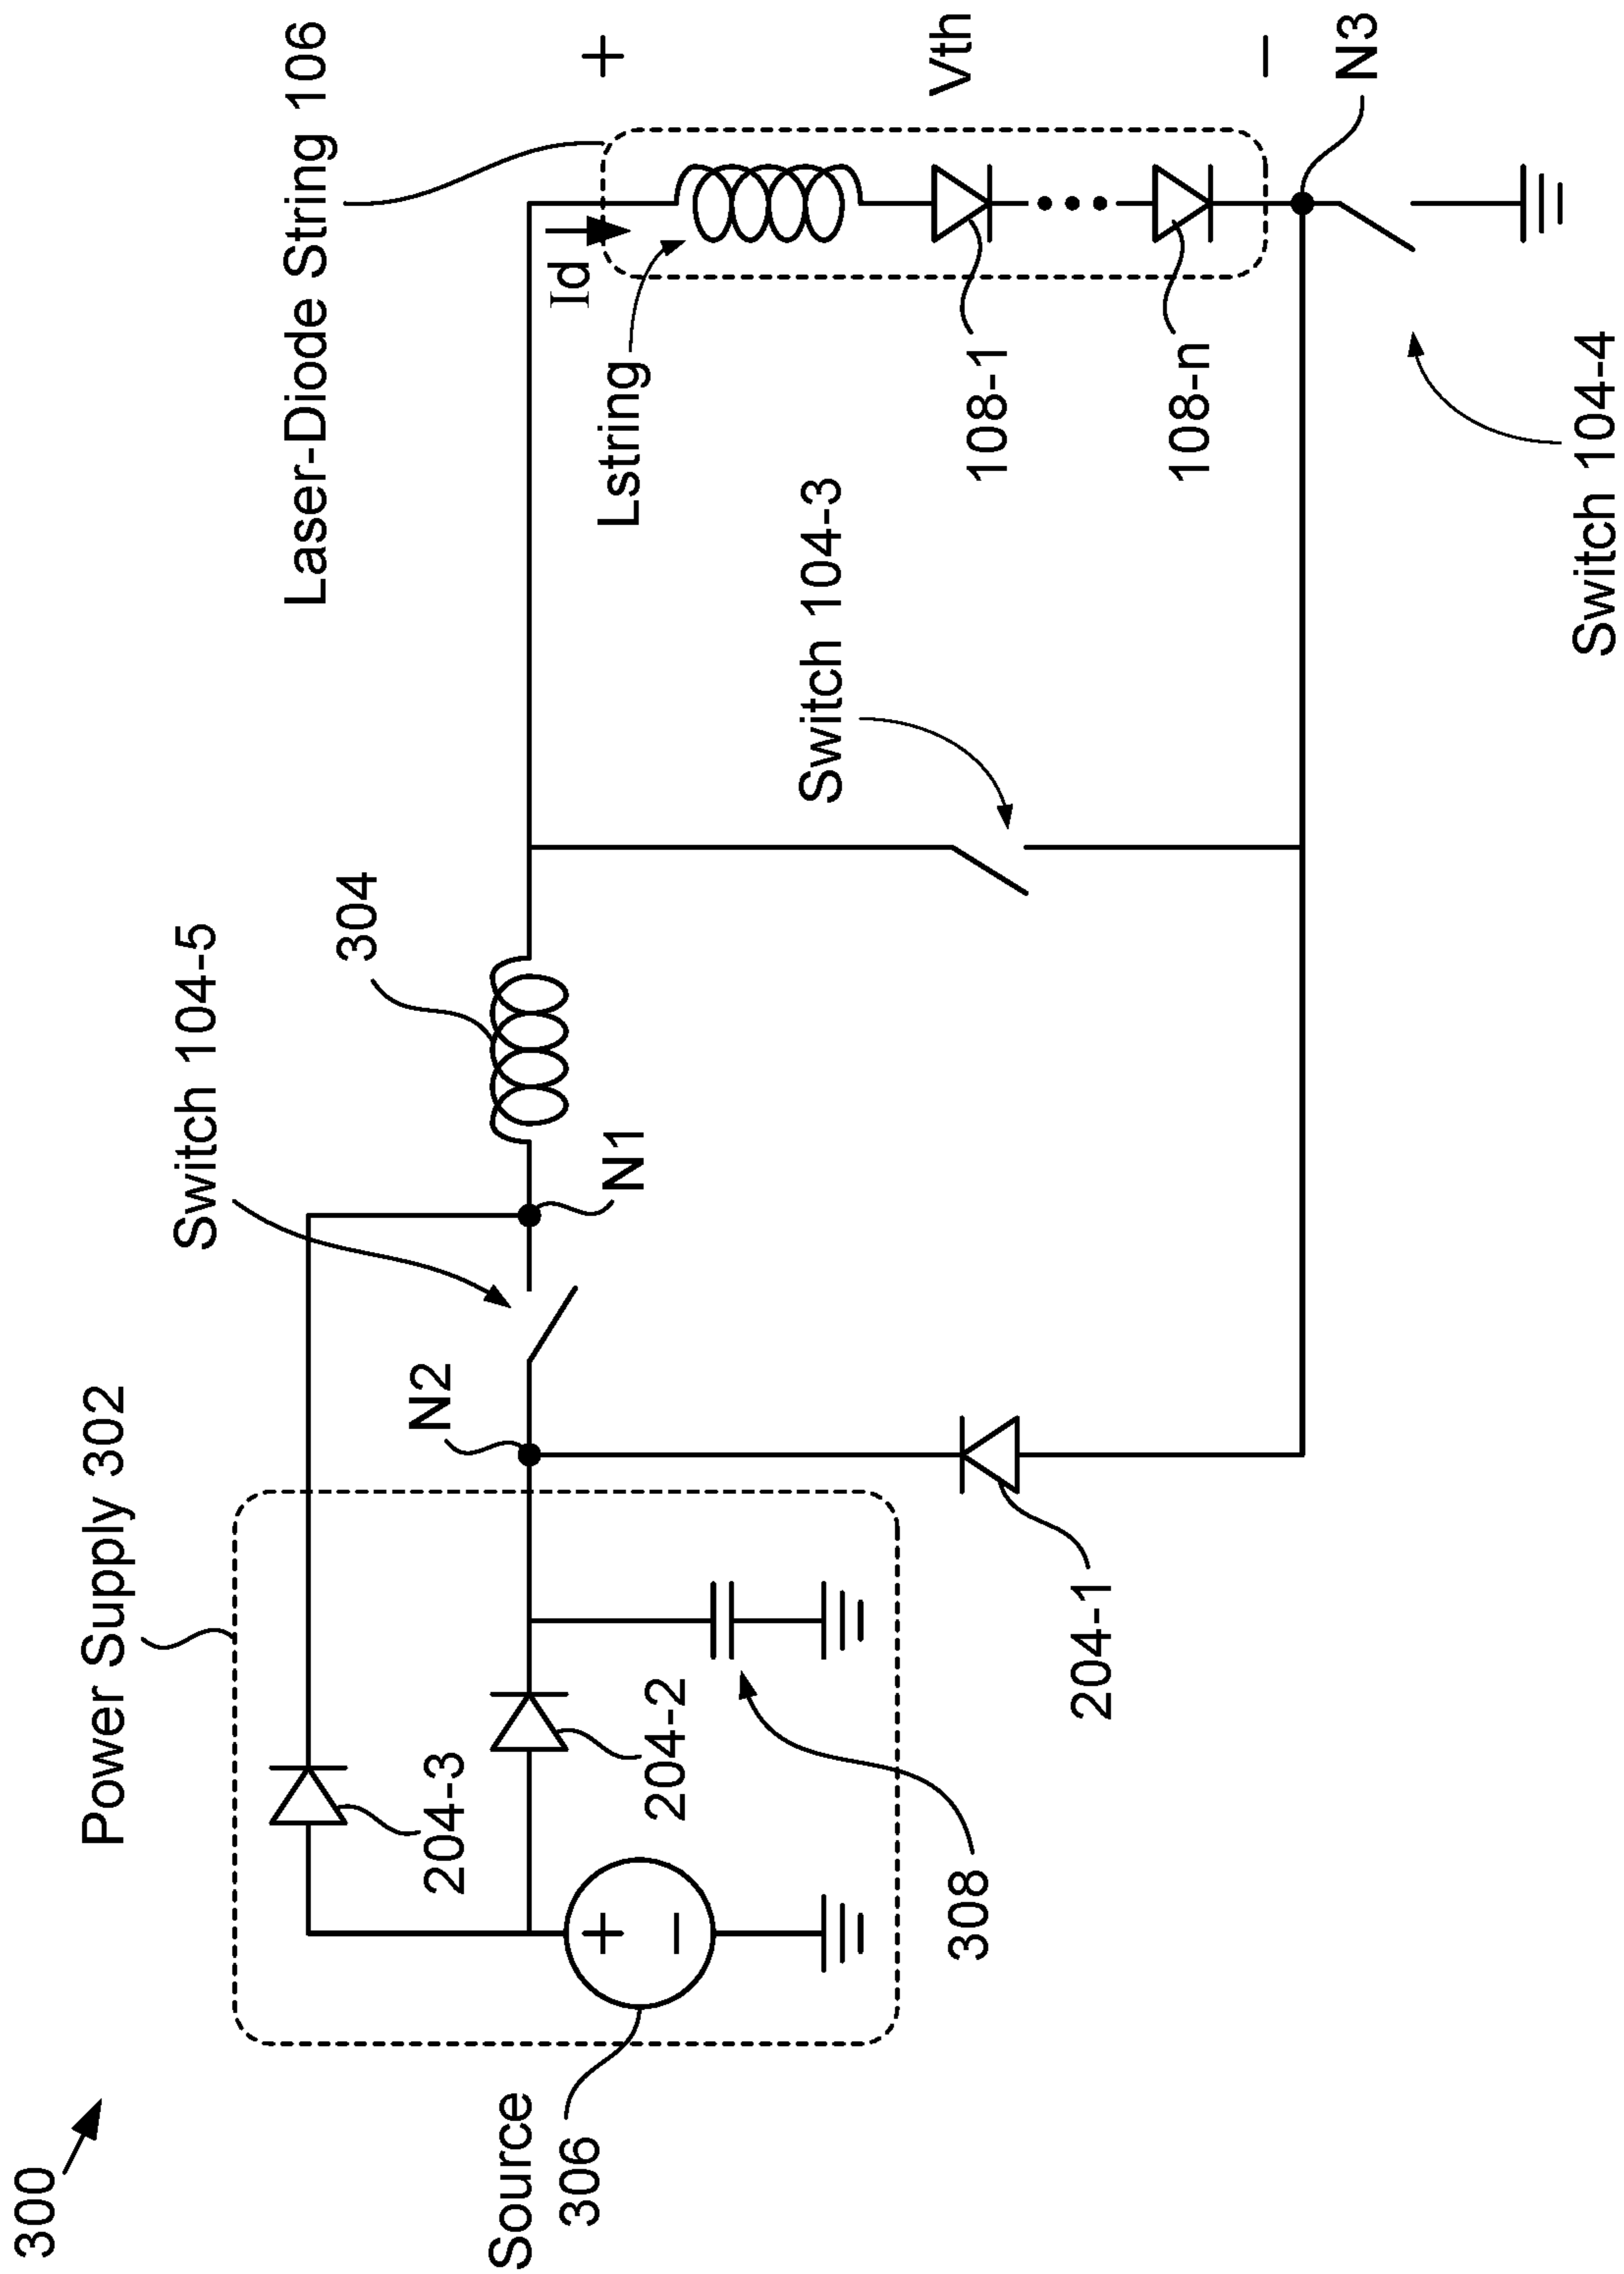 300
Power Supply 302
Source
306
204-3
204-2
308
204-1
N2
Switch 104-5
N1
304
Switch 104-3
Laser-Diode String 106
Id
Lstring
108-1
108-n
+
Vth
−
N3
Switch 104-4
+
−